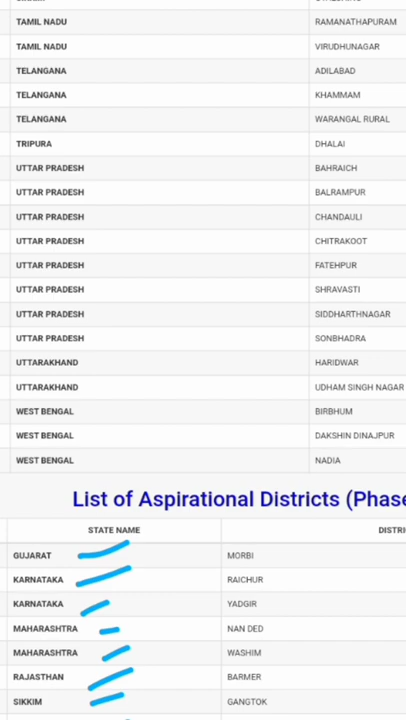 TAMIL NADU RAMANATHAPURAM
TAMIL NADU VIRUDHUNAGAR
TELANGANA ADILABAD
TELANGANA KHAMMAM
TELANGANA WARANGAL RURAL
TRIPURA DHALAI
UTTAR PRADESH BAHRAICH
UTTAR PRADESH BALRAMPUR
UTTAR PRADESH CHANDAULI
UTTAR PRADESH CHITRAKOOT
UTTAR PRADESH FATEHPUR
UTTAR PRADESH SHRAVASTI
UTTAR PRADESH SIDDHARTHNAGAR
UTTAR PRADESH SONBHADRA
UTTARAKHAND HARIDWAR
UTTARAKHAND UDHAM SINGH NAGAR
WEST BENGAL BIRBHUM
WEST BENGAL DAKSHIN DINAJPUR
WEST BENGAL NADIA
List of Aspirational Districts (Phase
STATE NAME DISTRI
GUJARAT MORBI
KARNATAKA RAICHUR
KARNATAKA YADGIR
MAHARASHTRA NAN DED
MAHARASHTRA WASHIM
RAJASTHAN BARMER
SIKKIM GANGTOK